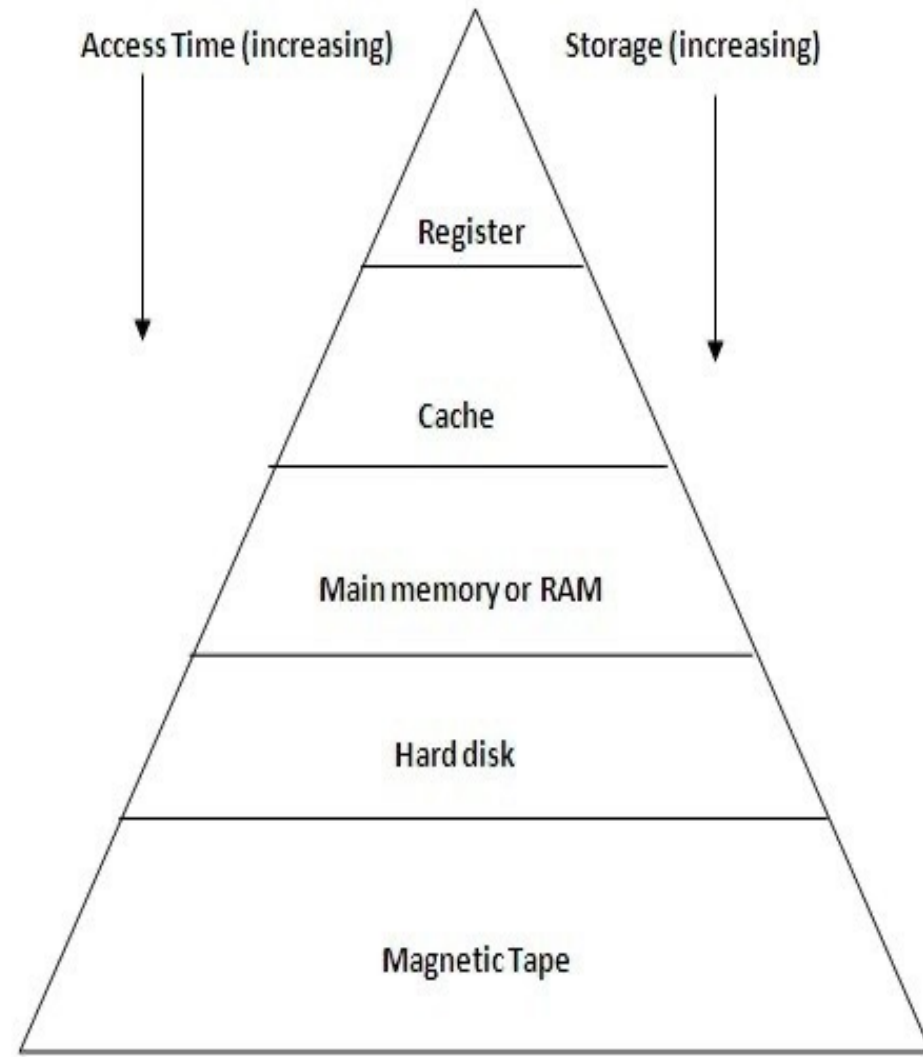 Access Time (increasing)
Storage (increasing)
Register
Cache
Main memory or RAM
Hard disk
Magnetic Tape